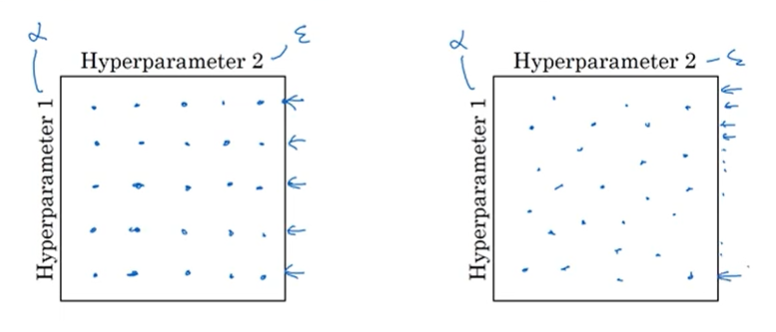 α
ε
Hyperparameter 2
Hyperparameter 1
α
ε
Hyperparameter 2
Hyperparameter 1